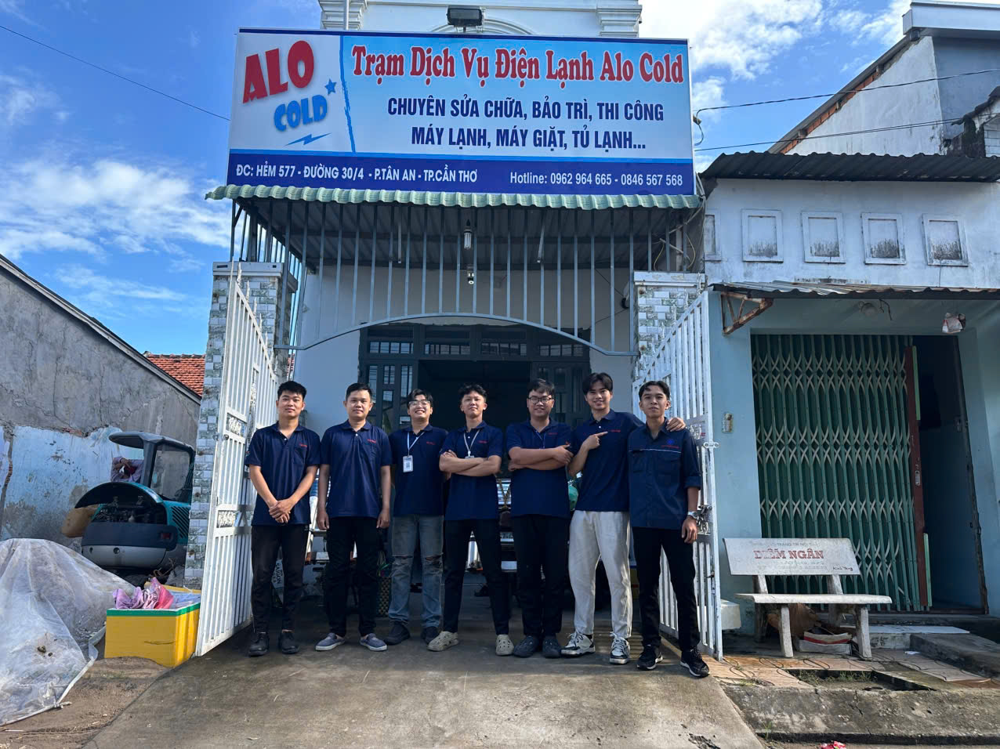 ALO
COLD
Trạm Dịch Vụ Điện Lạnh Alo Cold
CHUYÊN SỬA CHỮA, BẢO TRÌ, THI CÔNG
MÁY LẠNH, MÁY GIẶT, TỦ LẠNH...
ĐC: HẺM 577 - ĐƯỜNG 30/4 - P.TÂN AN - TP.CẦN THƠ
Hotline: 0962 964 665 - 0846 567 568
DIỄM NGÂN